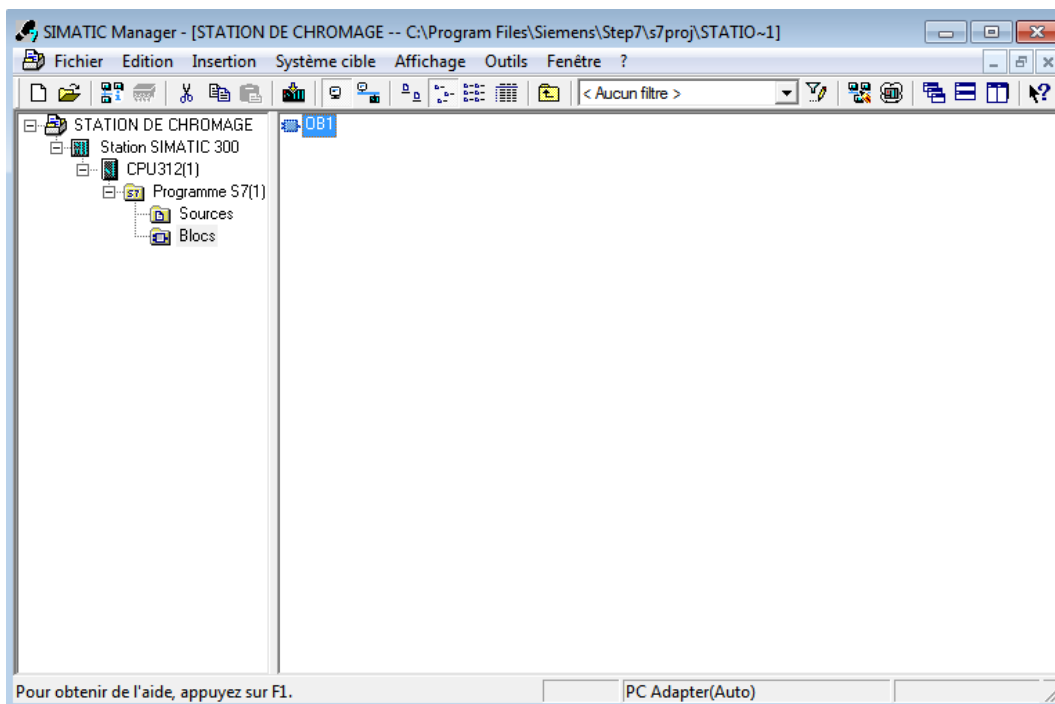 SIMATIC Manager - [STATION DE CHROMAGE -- C:\Program Files\Siemens\Step7\s7proj\STATIO~1]
Fichier Edition Insertion Système cible Affichage Outils Fenêtre ?
< Aucun filtre >
STATION DE CHROMAGE
Station SIMATIC 300
CPU312(1)
S7 Programme S7(1)
Sources
Blocs
OB1
Pour obtenir de l'aide, appuyez sur F1.
PC Adapter(Auto)